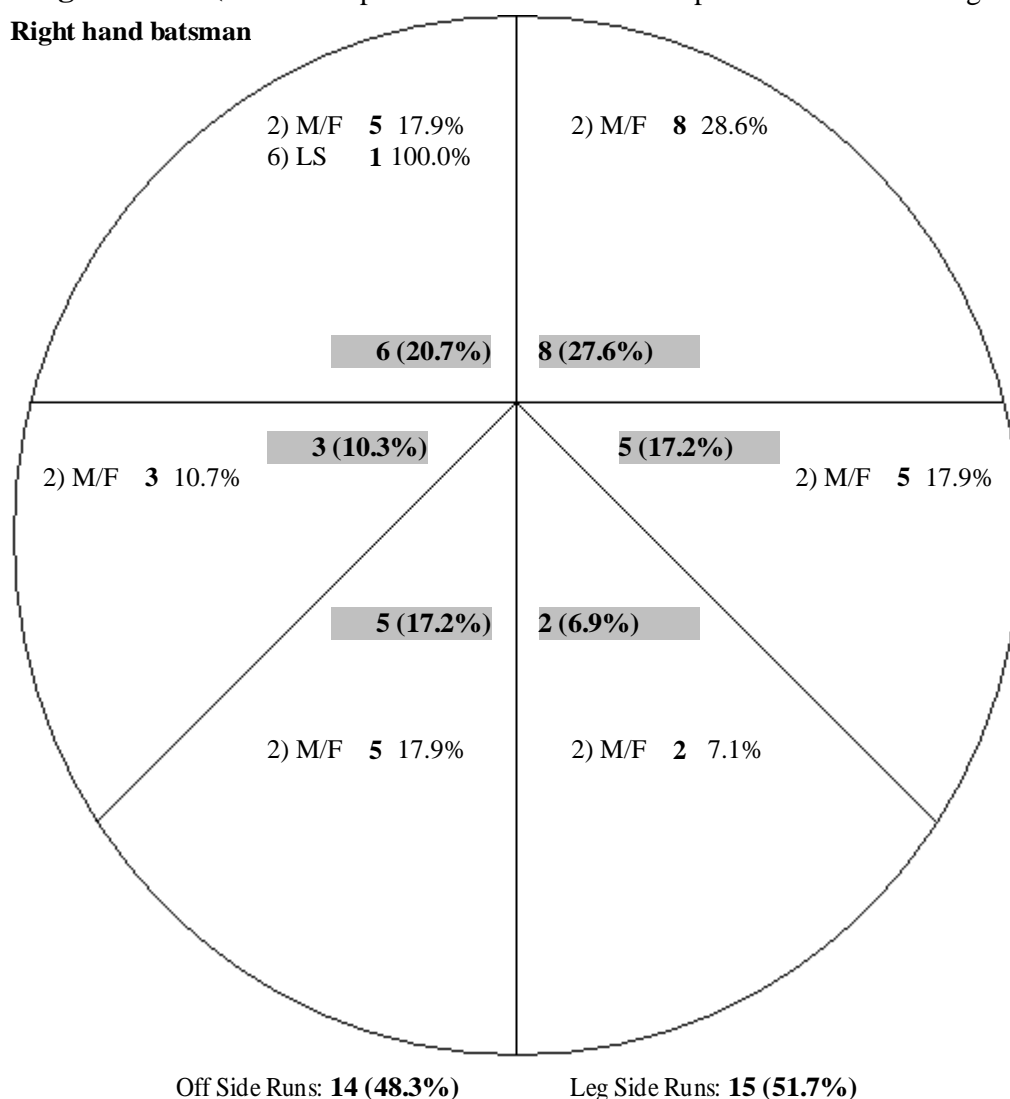 Right hand batsman
2) M/F 5 17.9% 2) M/F 8 28.6%
6) LS 1 100.0%
6 (20.7%) 8 (27.6%)
3 (10.3%) 5 (17.2%)
2) M/F 3 10.7% 2) M/F 5 17.9%
5 (17.2%) 2 (6.9%)
2) M/F 5 17.9% 2) M/F 2 7.1%
Off Side Runs: 14 (48.3%) Leg Side Runs: 15 (51.7%)